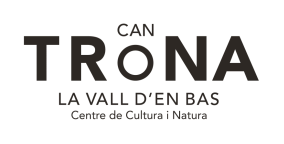 CAN
TRoNA
LA VALL D'EN BAS
Centre de Cultura i Natura